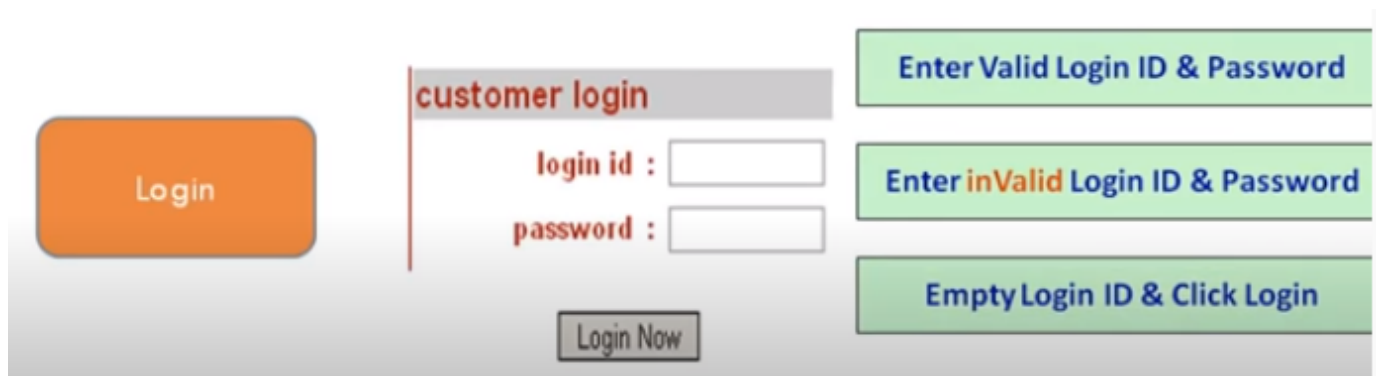 Login
customer login
login id :
password :
Login Now
Enter Valid Login ID & Password
Enter inValid Login ID & Password
Empty Login ID & Click Login